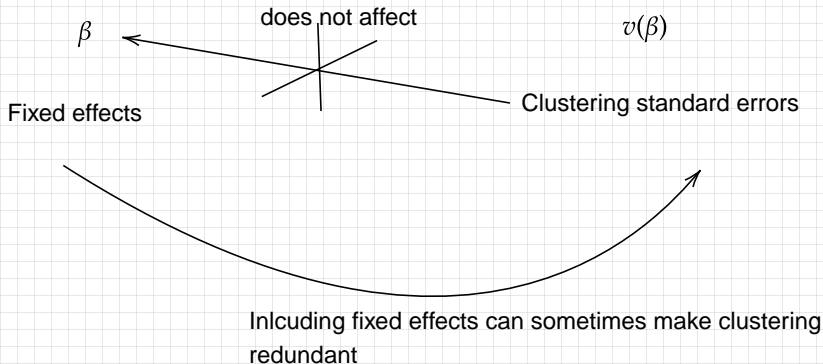 does not affect
β
v(β)
Clustering standard errors
Fixed effects
Inlcuding fixed effects can sometimes make clustering
redundant